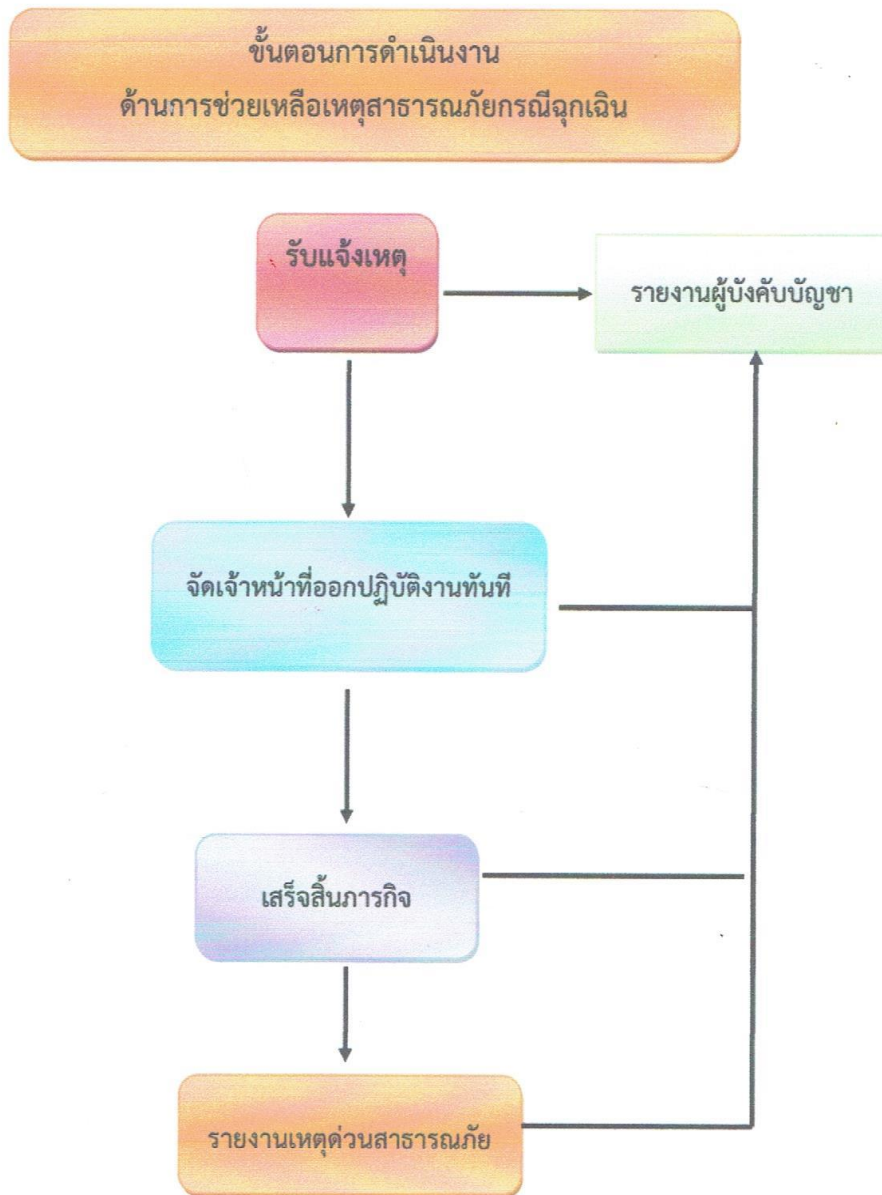 ขั้นตอนการดำเนินงาน
ด้านการช่วยเหลือเหตุสาธารณภัยกรณีฉุกเฉิน
รับแจ้งเหตุ
รายงานผู้บังคับบัญชา
จัดเจ้าหน้าที่ออกปฏิบัติงานทันที
เสร็จสิ้นภารกิจ
รายงานเหตุด่วนสาธารณภัย